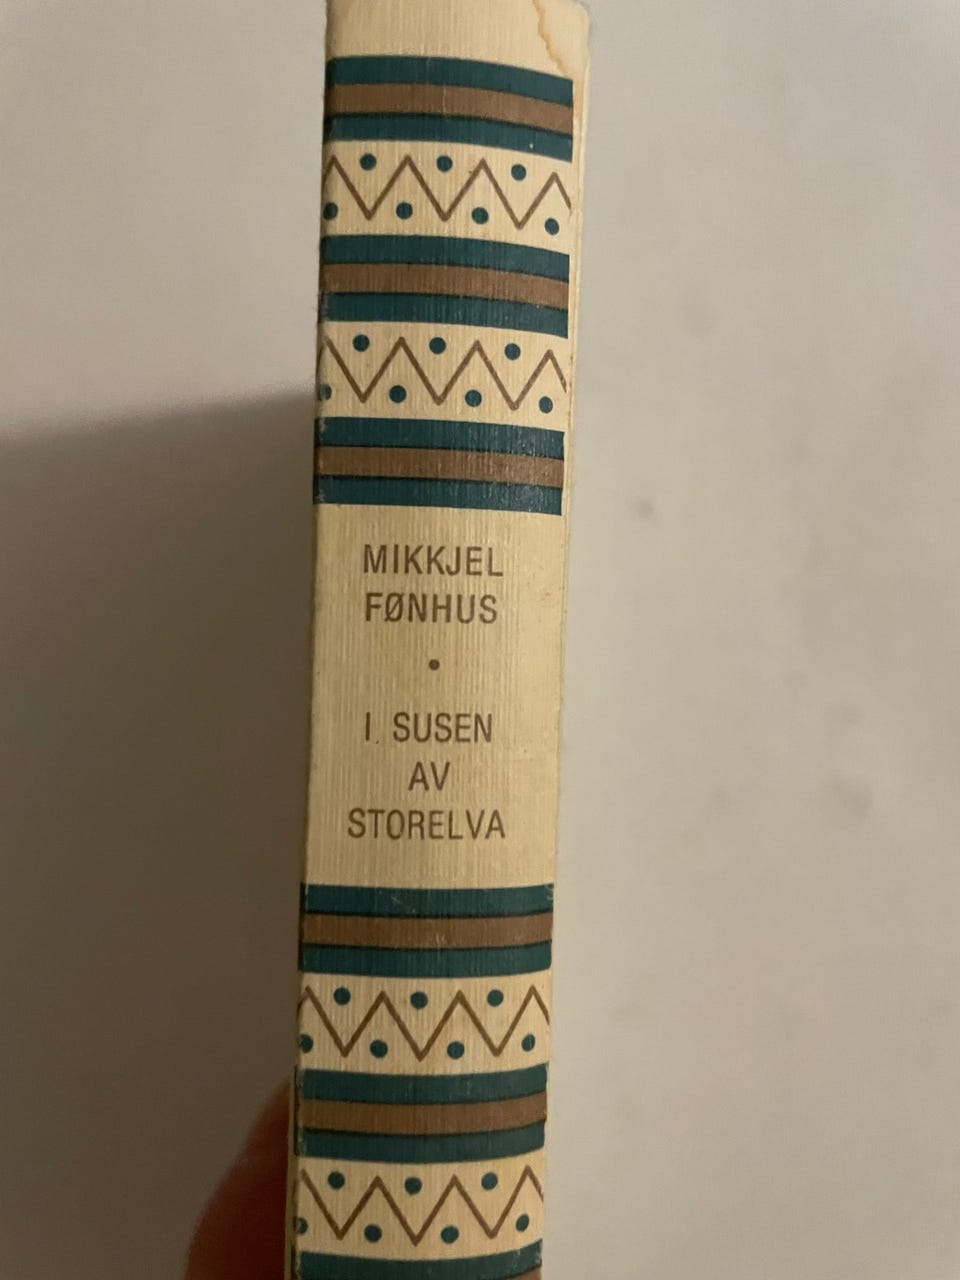 MIKKJEL
FØNHUS
•
I SUSEN
AV
STORELVA